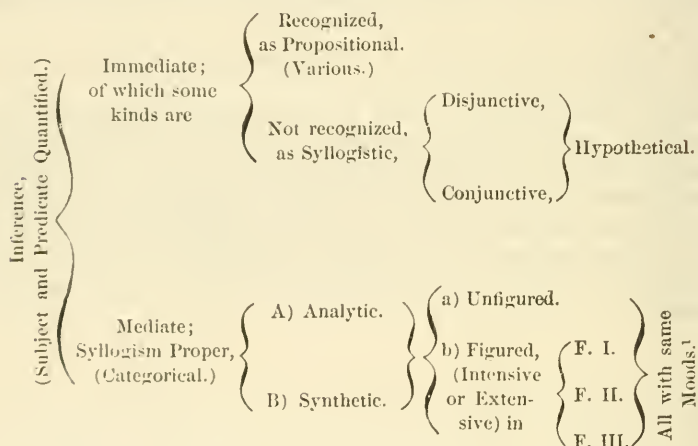 Inference,
(Subject and Predicate Quantified.)
Immediate;
of which some
kinds are
Recognized,
as Propositional.
(Various.)
Not recognized,
as Syllogistic,
Disjunctive,
Conjunctive,
Hypothetical.
Mediate;
Syllogism Proper,
(Categorical.)
A) Analytic.
B) Synthetic.
a) Unfigured.
b) Figured,
(Intensive
or Exten-
sive) in
F. I.
F. II.
F. III.
All with same
Moods.¹